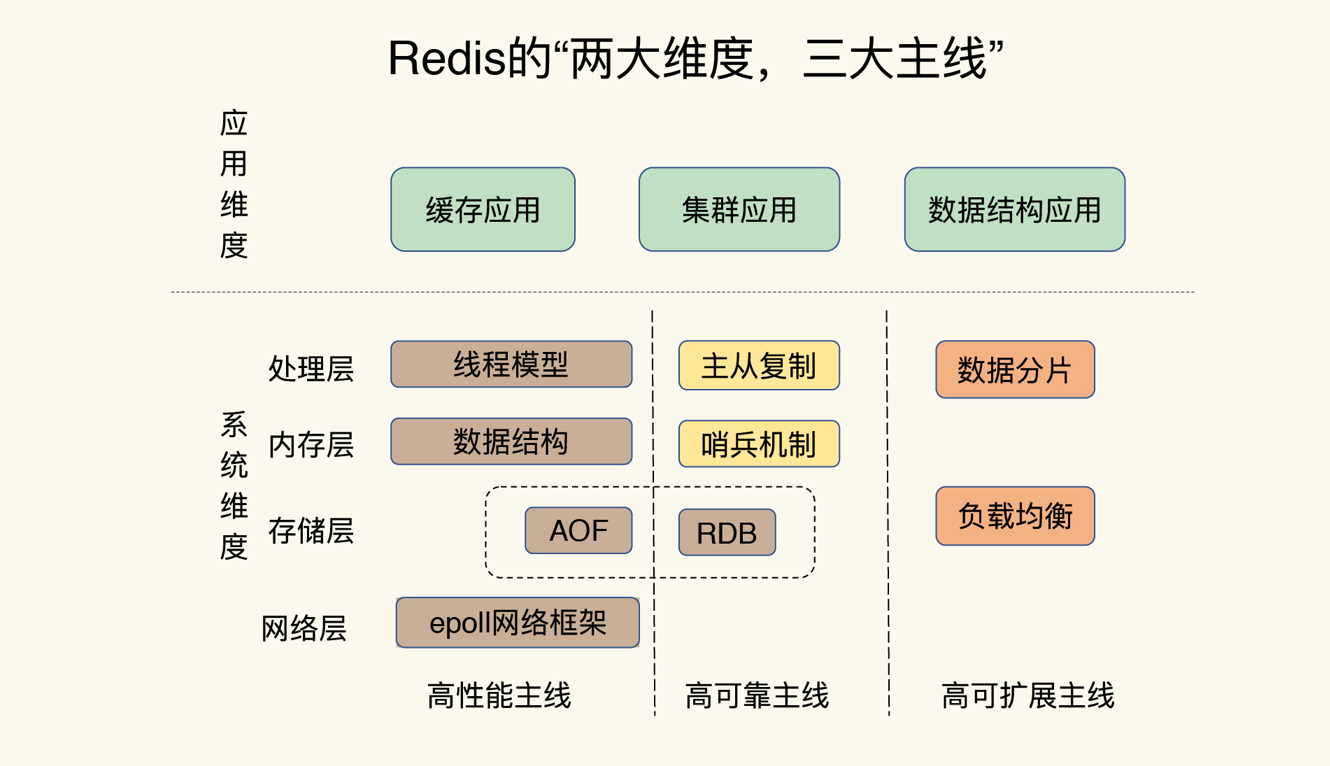 Redis的“两大维度，三大主线”
应用维度
缓存应用
集群应用
数据结构应用
系统维度
处理层
线程模型
主从复制
数据分片
内存层
数据结构
哨兵机制
存储层
AOF
RDB
负载均衡
网络层
epoll网络框架
高性能主线
高可靠主线
高可扩展主线